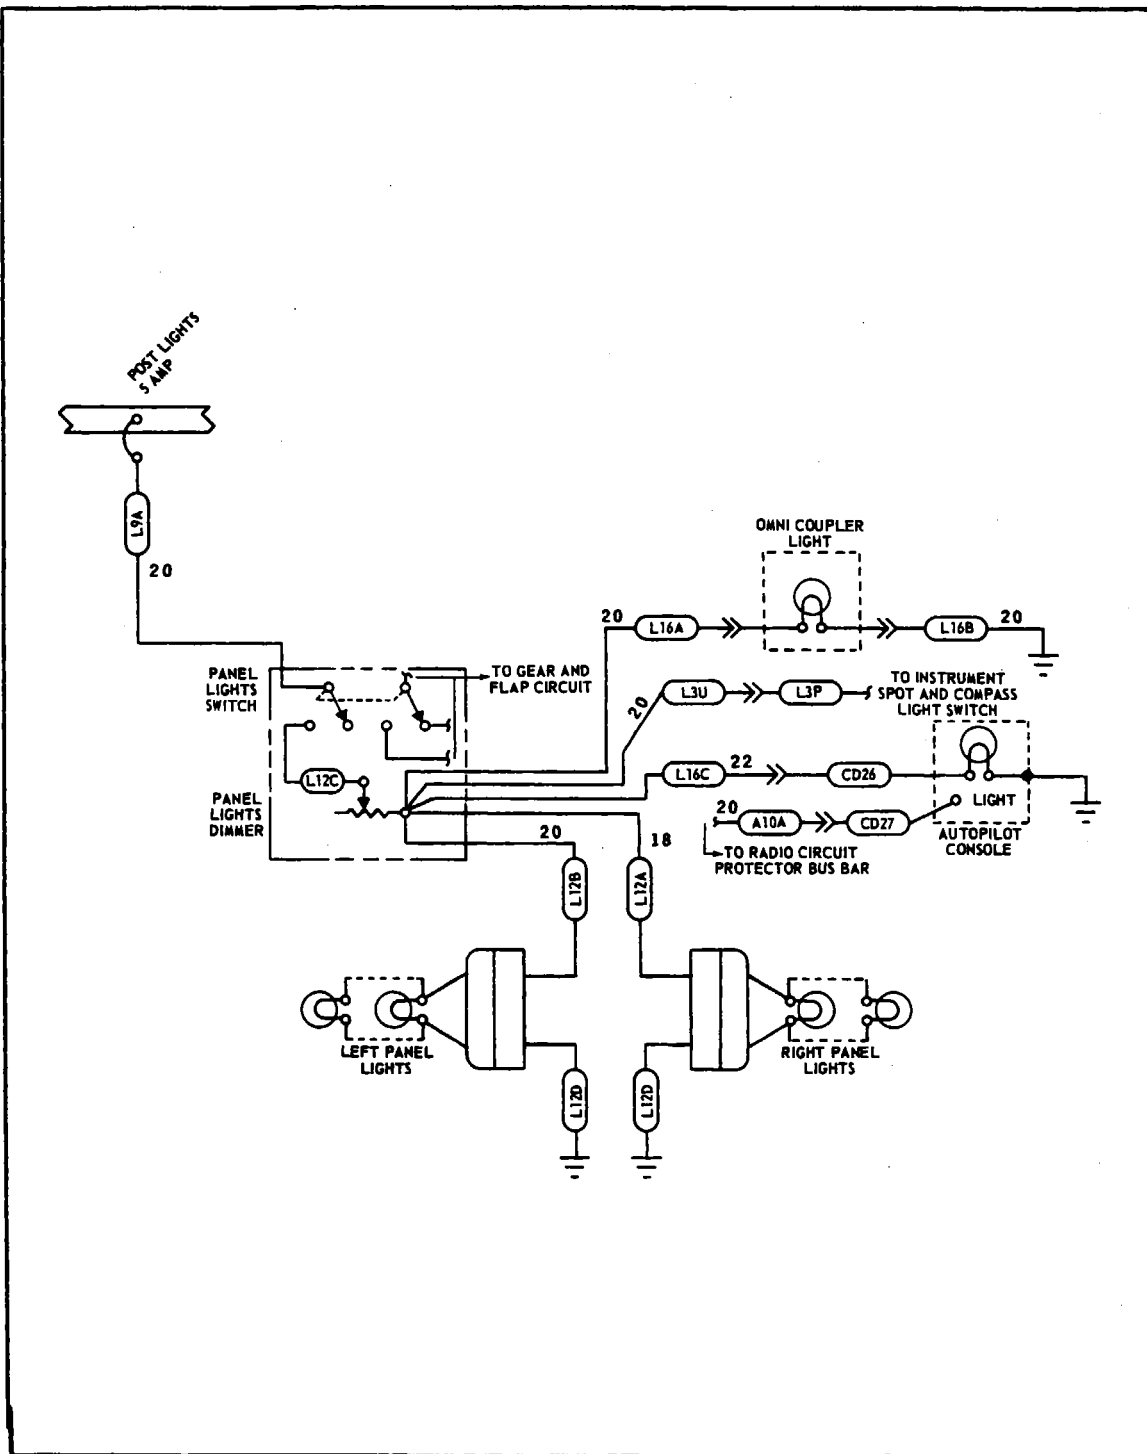 POST LIGHTS
5 AMP
L9A
20
OMNI COUPLER
LIGHT
20
L16A
L16B
20
PANEL
LIGHTS
SWITCH
TO GEAR AND
FLAP CIRCUIT
20
L3U
L3P
TO INSTRUMENT
SPOT AND COMPASS
LIGHT SWITCH
L12C
L16C
22
CD26
PANEL
LIGHTS
DIMMER
20
A10A
CD27
LIGHT
AUTOPILOT
CONSOLE
TO RADIO CIRCUIT
PROTECTOR BUS BAR
20
18
L12B
L12A
LEFT PANEL
LIGHTS
RIGHT PANEL
LIGHTS
L12D
L12D